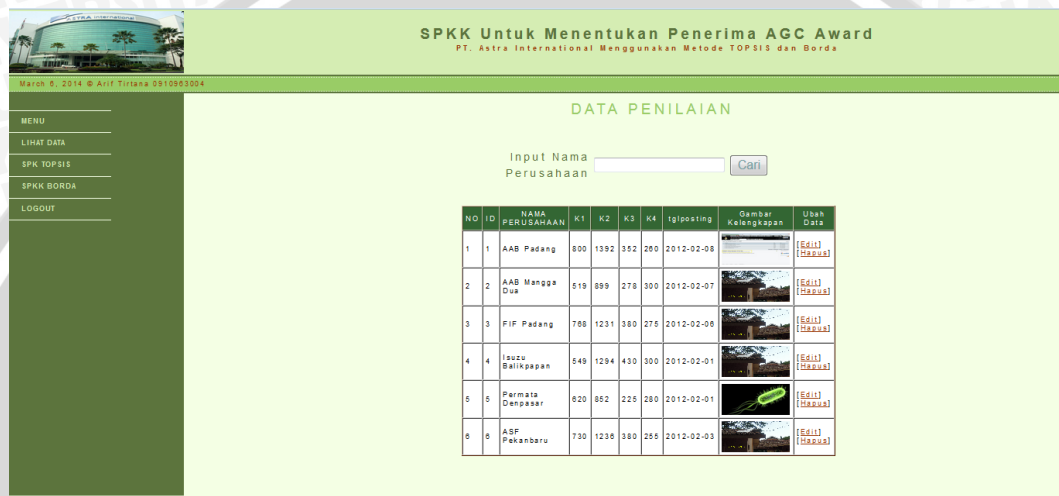 ASTRA International
SPKK Untuk Menentukan Penerima AGC Award
PT. Astra International Menggunakan Metode TOPSIS dan Borda
March 6, 2014 @ Arif Tirtana 0910963004
MENU
LIHAT DATA
SPK TOPSIS
SPKK BORDA
LOGOUT
DATA PENILAIAN
Input Nama
Perusahaan
Cari
NO ID NAMA PERUSAHAAN K1 K2 K3 K4 tglposting Gambar Kelengkapan Ubah Data
1 1 AAB Padang 800 1392 352 260 2012-02-08 [Edit] [Hapus]
2 2 AAB Mangga Dua 519 899 278 300 2012-02-07 [Edit] [Hapus]
3 3 FIF Padang 768 1231 380 275 2012-02-06 [Edit] [Hapus]
4 4 Isuzu Balikpapan 549 1294 430 300 2012-02-01 [Edit] [Hapus]
5 5 Permata Denpasar 620 852 225 280 2012-02-01 [Edit] [Hapus]
6 6 ASF Pekanbaru 730 1236 380 255 2012-02-03 [Edit] [Hapus]